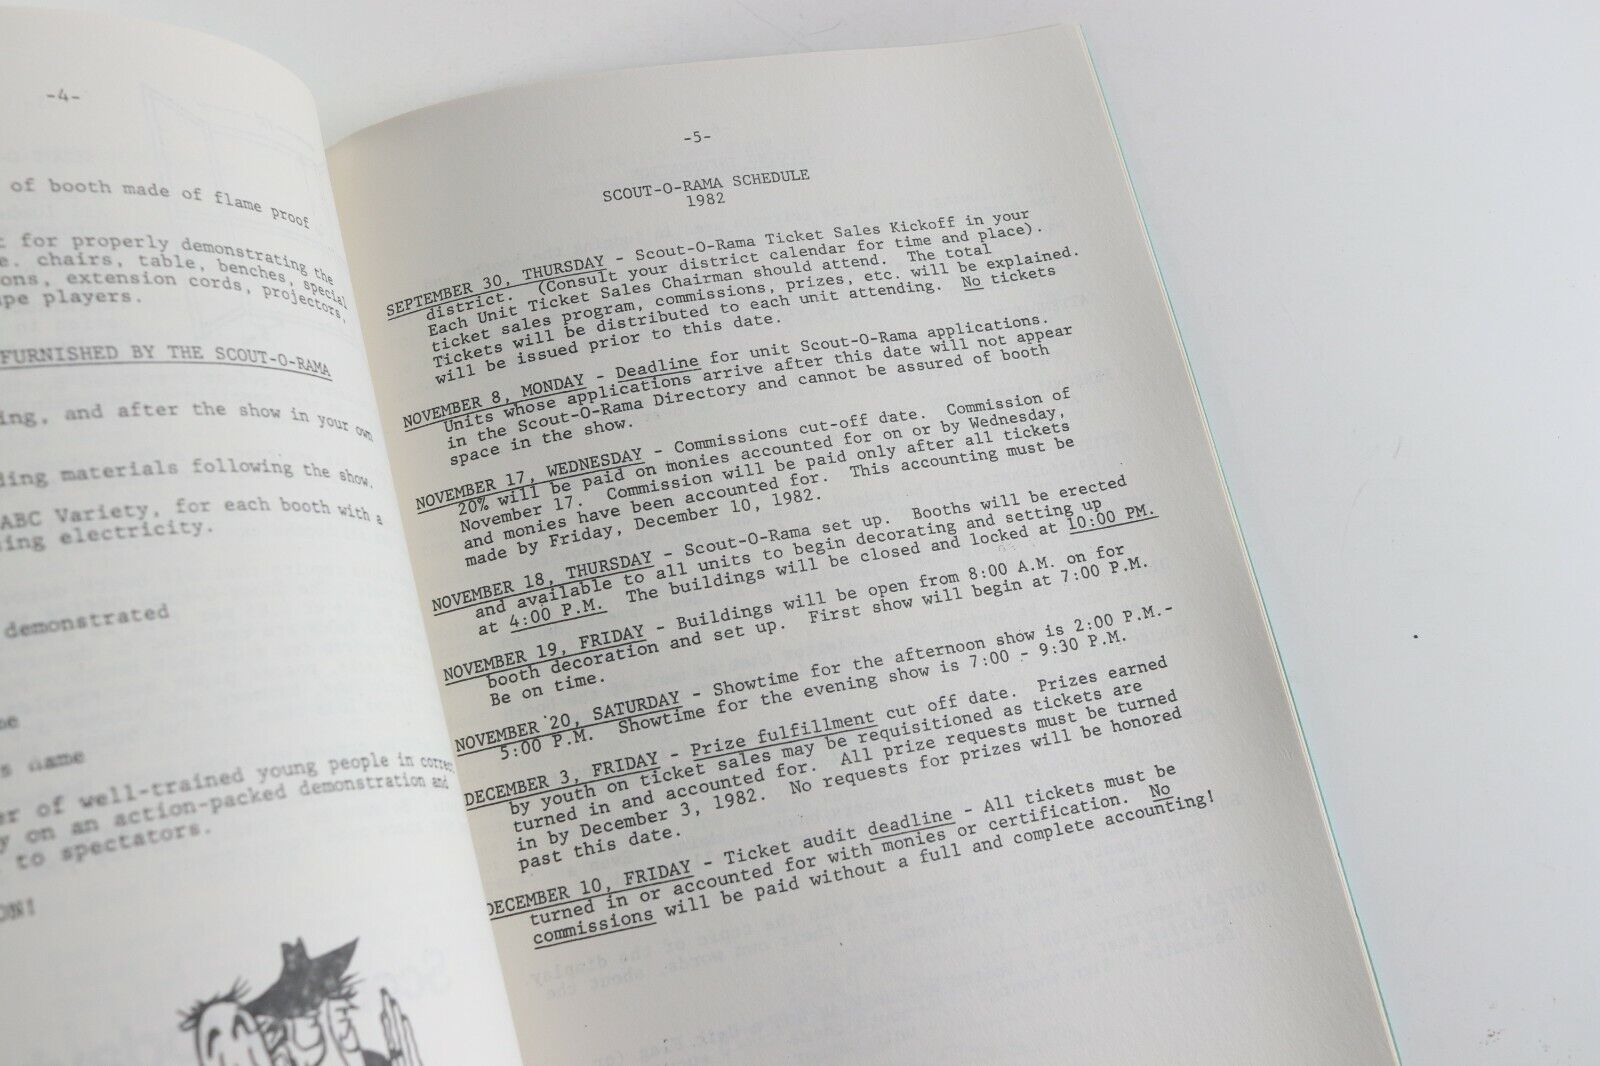 -4-
of booth made of flame proof
for properly demonstrating the
e. chairs, table, benches, special
ons, extension cords, projectors,
pe players.
FURNISHED BY THE SCOUT-O-RAMA
ing, and after the show in your own
ding materials following the show.
ABC Variety, for each booth with a
ing electricity.
demonstrated
s name
er of well-trained young people in correct
y on an action-packed demonstration and
to spectators.
ON!
-5-
SCOUT-O-RAMA SCHEDULE
1982
SEPTEMBER 30, THURSDAY - Scout-O-Rama Ticket Sales Kickoff in your
district. (Consult your district calendar for time and place).
Each Unit Ticket Sales Chairman should attend. The total
ticket sales program, commissions, prizes, etc. will be explained.
Tickets will be distributed to each unit attending. No tickets
will be issued prior to this date.
NOVEMBER 8, MONDAY - Deadline for unit Scout-O-Rama applications.
Units whose applications arrive after this date will not appear
in the Scout-O-Rama Directory and cannot be assured of booth
space in the show.
NOVEMBER 17, WEDNESDAY - Commissions cut-off date. Commission of
20% will be paid on monies accounted for on or by Wednesday,
November 17. Commission will be paid only after all tickets
and monies have been accounted for. This accounting must be
made by Friday, December 10, 1982.
NOVEMBER 18, THURSDAY - Scout-O-Rama set up. Booths will be erected
and available to all units to begin decorating and setting up
at 4:00 P.M. The buildings will be closed and locked at 10:00 PM.
NOVEMBER 19, FRIDAY - Buildings will be open from 8:00 A.M. on for
booth decoration and set up. First show will begin at 7:00 P.M.
Be on time.
NOVEMBER 20, SATURDAY - Showtime for the afternoon show is 2:00 P.M.-
5:00 P.M. Showtime for the evening show is 7:00 - 9:30 P.M.
DECEMBER 3, FRIDAY - Prize fulfillment cut off date. Prizes earned
by youth on ticket sales may be requisitioned as tickets are
turned in and accounted for. All prize requests must be turned
in by December 3, 1982. No requests for prizes will be honored
past this date.
DECEMBER 10, FRIDAY - Ticket audit deadline - All tickets must be
turned in or accounted for with monies or certification. No
commissions will be paid without a full and complete accounting!